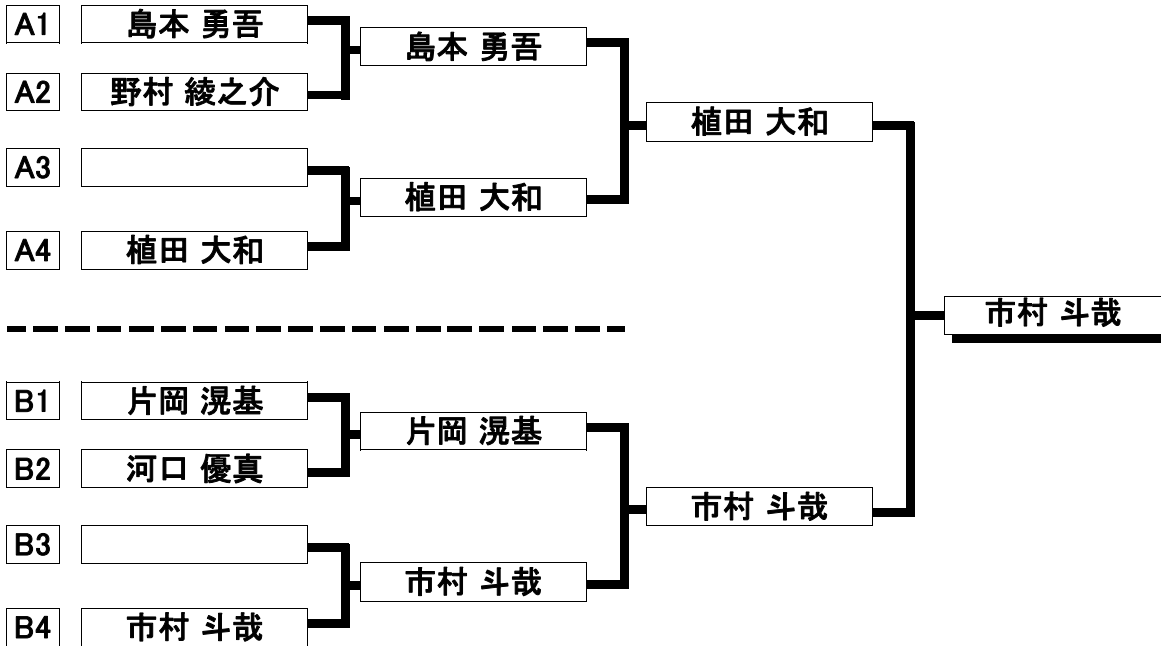 A1 島本 勇吾
島本 勇吾
A2 野村 綾之介
植田 大和
A3
植田 大和
A4 植田 大和
市村 斗哉
B1 片岡 滉基
片岡 滉基
B2 河口 優真
市村 斗哉
B3
市村 斗哉
B4 市村 斗哉